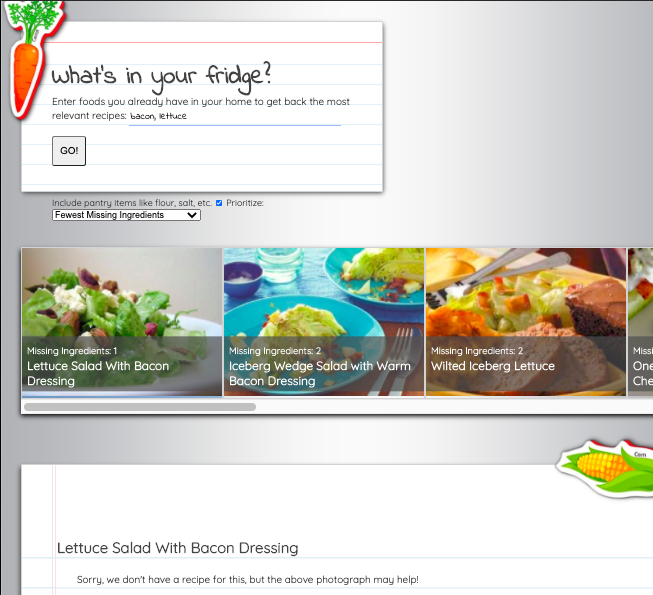 What's in your fridge?
Enter foods you already have in your home to get back the most
relevant recipes: bacon, lettuce
GO!
Include pantry items like flour, salt, etc. Prioritize:
Fewest Missing Ingredients
Missing Ingredients: 1
Lettuce Salad With Bacon
Dressing
Missing Ingredients: 2
Iceberg Wedge Salad with Warm
Bacon Dressing
Missing Ingredients: 2
Wilted Iceberg Lettuce
Missi
One
Che
Corn
Lettuce Salad With Bacon Dressing
Sorry, we don't have a recipe for this, but the above photograph may help!